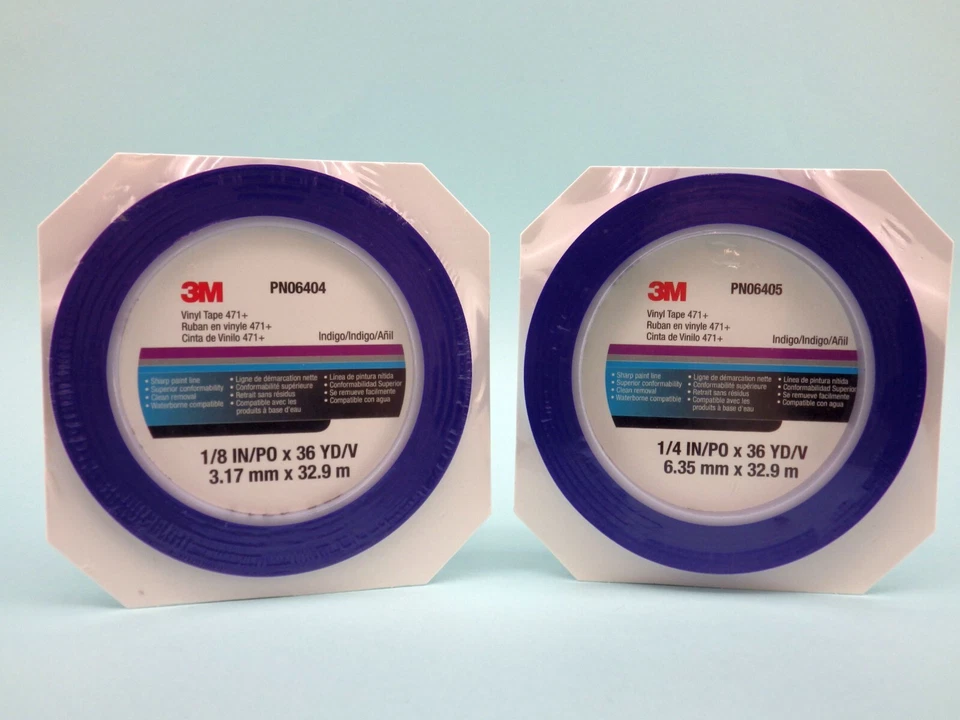 3M PN06404
Vinyl Tape 471+
Ruban en vinyle 471+
Cinta de Vinilo 471+ Indigo/Indigo/Añil
• Sharp paint line
• Superior conformability
• Clean removal
• Waterborne compatible
• Ligne de démarcation nette
• Conformabilité supérieure
• Retrait sans résidus
• Compatible avec les
produits à base d'eau
• Línea de pintura nítida
• Conformabilidad Superior
• Se remueve facilmente
• Compatible con agua
1/8 IN/PO x 36 YD/V
3.17 mm x 32.9 m
3M PN06405
Vinyl Tape 471+
Ruban en vinyle 471+
Cinta de Vinilo 471+ Indigo/Indigo/Añil
• Sharp paint line
• Superior conformability
• Clean removal
• Waterborne compatible
• Ligne de démarcation nette
• Conformabilité supérieure
• Retrait sans résidus
• Compatible avec les
produits à base d'eau
• Línea de pintura nítida
• Conformabilidad Superior
• Se remueve facilmente
• Compatible con agua
1/4 IN/PO x 36 YD/V
6.35 mm x 32.9 m